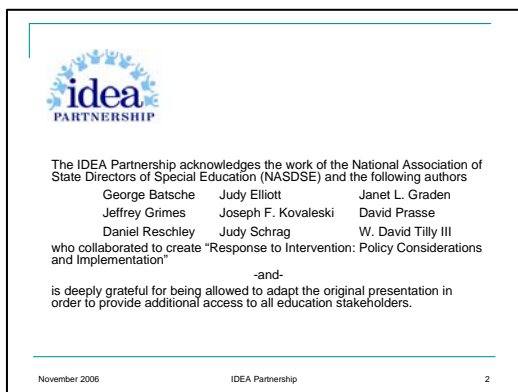 idea
PARTNERSHIP
The IDEA Partnership acknowledges the work of the National Association of
State Directors of Special Education (NASDSE) and the following authors
George Batsche Judy Elliott Janet L. Graden
Jeffrey Grimes Joseph F. Kovaleski David Prasse
Daniel Reschley Judy Schrag W. David Tilly III
who collaborated to create “Response to Intervention: Policy Considerations
and Implementation”
-and-
is deeply grateful for being allowed to adapt the original presentation in
order to provide additional access to all education stakeholders.
November 2006 IDEA Partnership 2